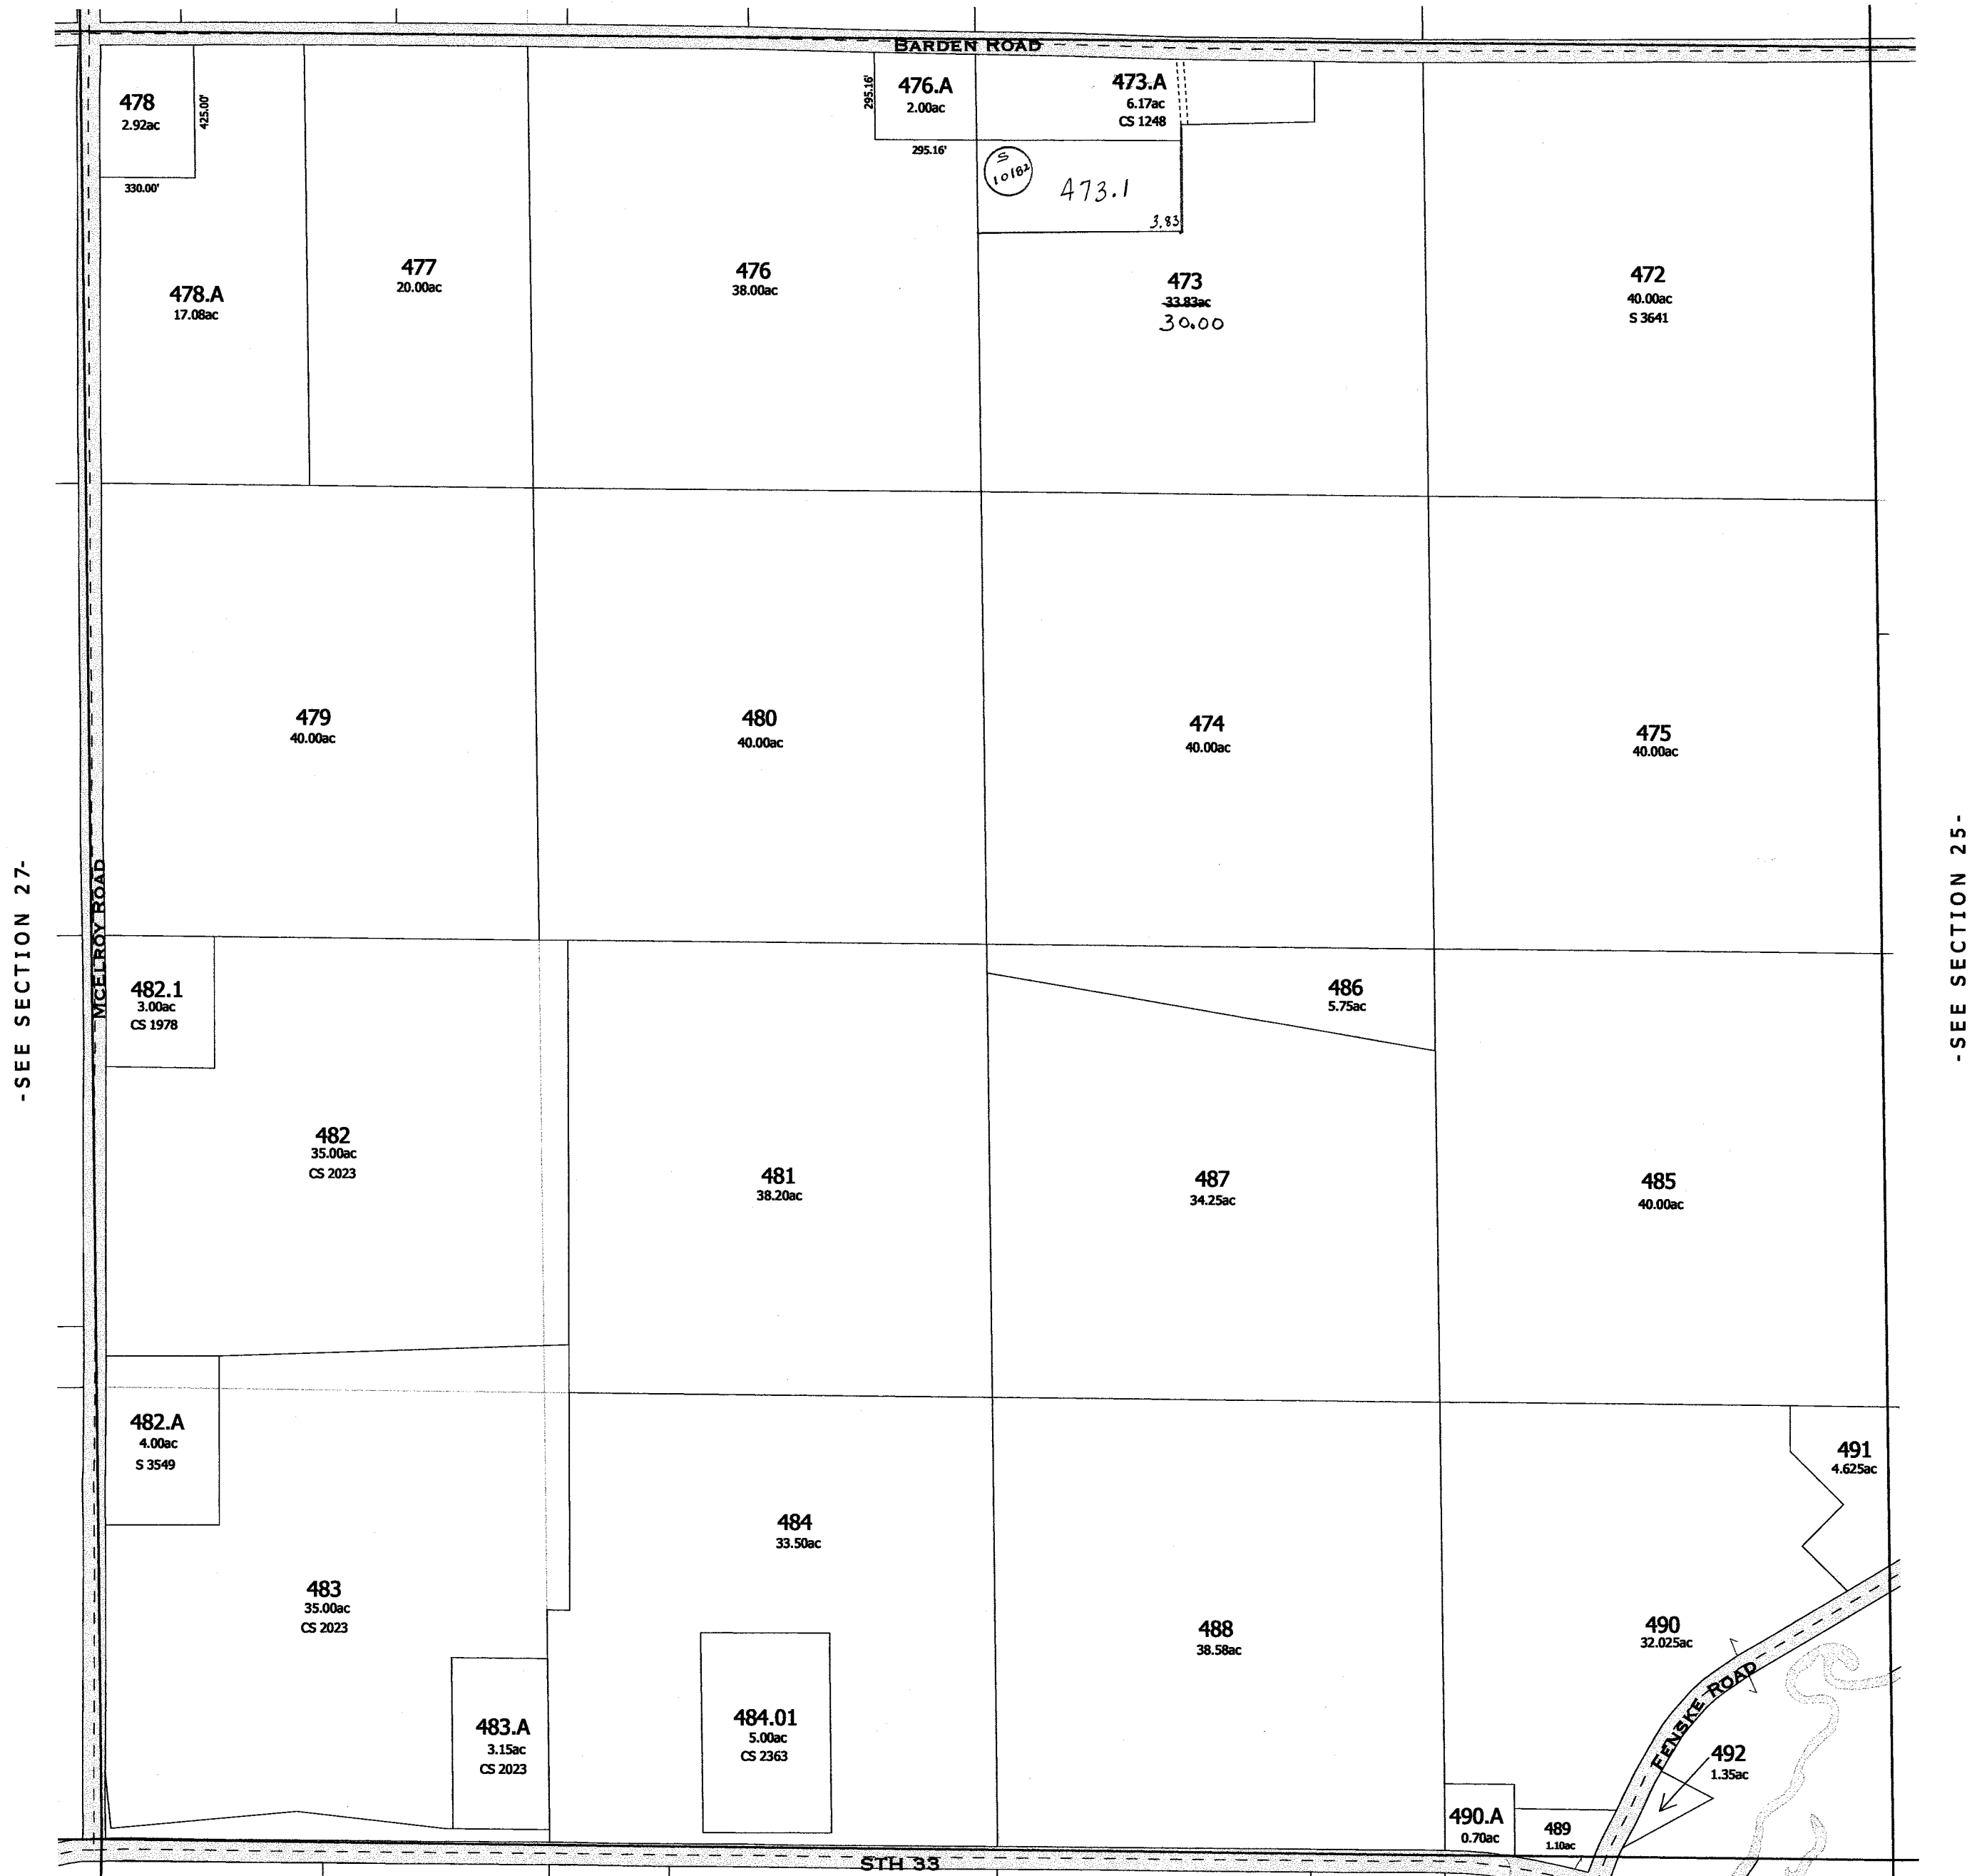 BARDEN ROAD
478
2.92ac
425.00'
330.00'
295.16'
476.A
2.00ac
295.16'
473.A
6.17ac
CS 1248
S
10182
473.1
3.83
478.A
17.08ac
477
20.00ac
476
38.00ac
473
33.83ac
30.00
472
40.00ac
S 3641
479
40.00ac
480
40.00ac
474
40.00ac
475
40.00ac
-SEE SECTION 27-
MCELROY ROAD
-SEE SECTION 25-
482.1
3.00ac
CS 1978
486
5.75ac
482
35.00ac
CS 2023
481
38.20ac
487
34.25ac
485
40.00ac
482.A
4.00ac
S 3549
491
4.625ac
484
33.50ac
483
35.00ac
CS 2023
488
38.58ac
490
32.025ac
483.A
3.15ac
CS 2023
484.01
5.00ac
CS 2363
FENSKE ROAD
492
1.35ac
490.A
0.70ac
489
1.10ac
STH 33